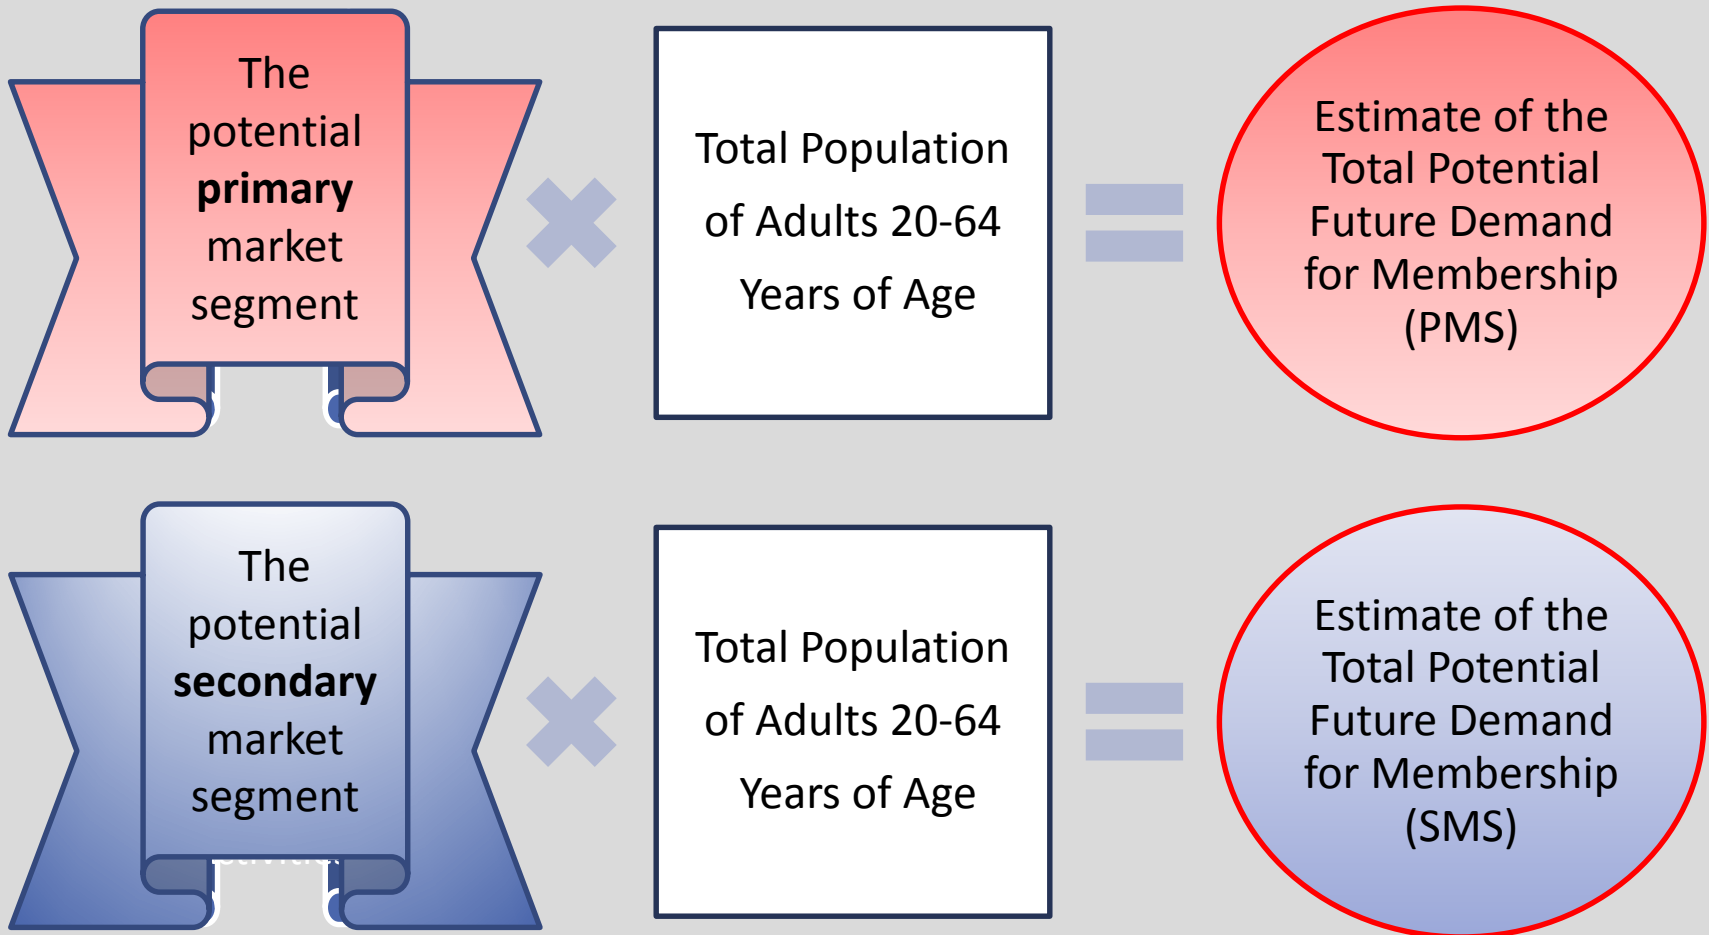 The
potential
primary
market
segment
Total Population
of Adults 20-64
Years of Age
Estimate of the
Total Potential
Future Demand
for Membership
(PMS)
The
potential
secondary
market
segment
Total Population
of Adults 20-64
Years of Age
Estimate of the
Total Potential
Future Demand
for Membership
(SMS)